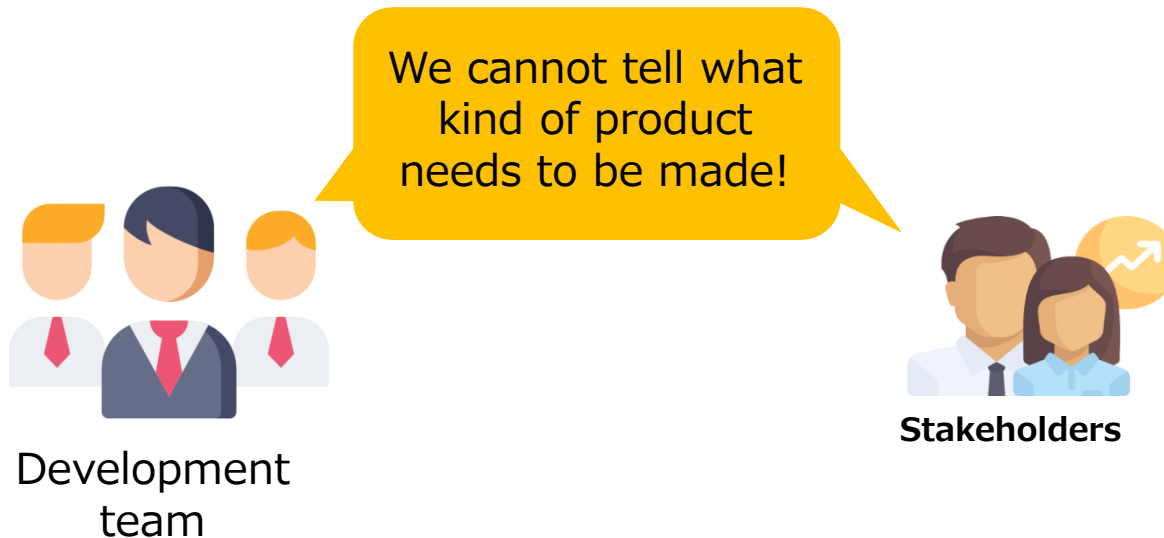 We cannot tell what
kind of product
needs to be made!
Development
team
Stakeholders